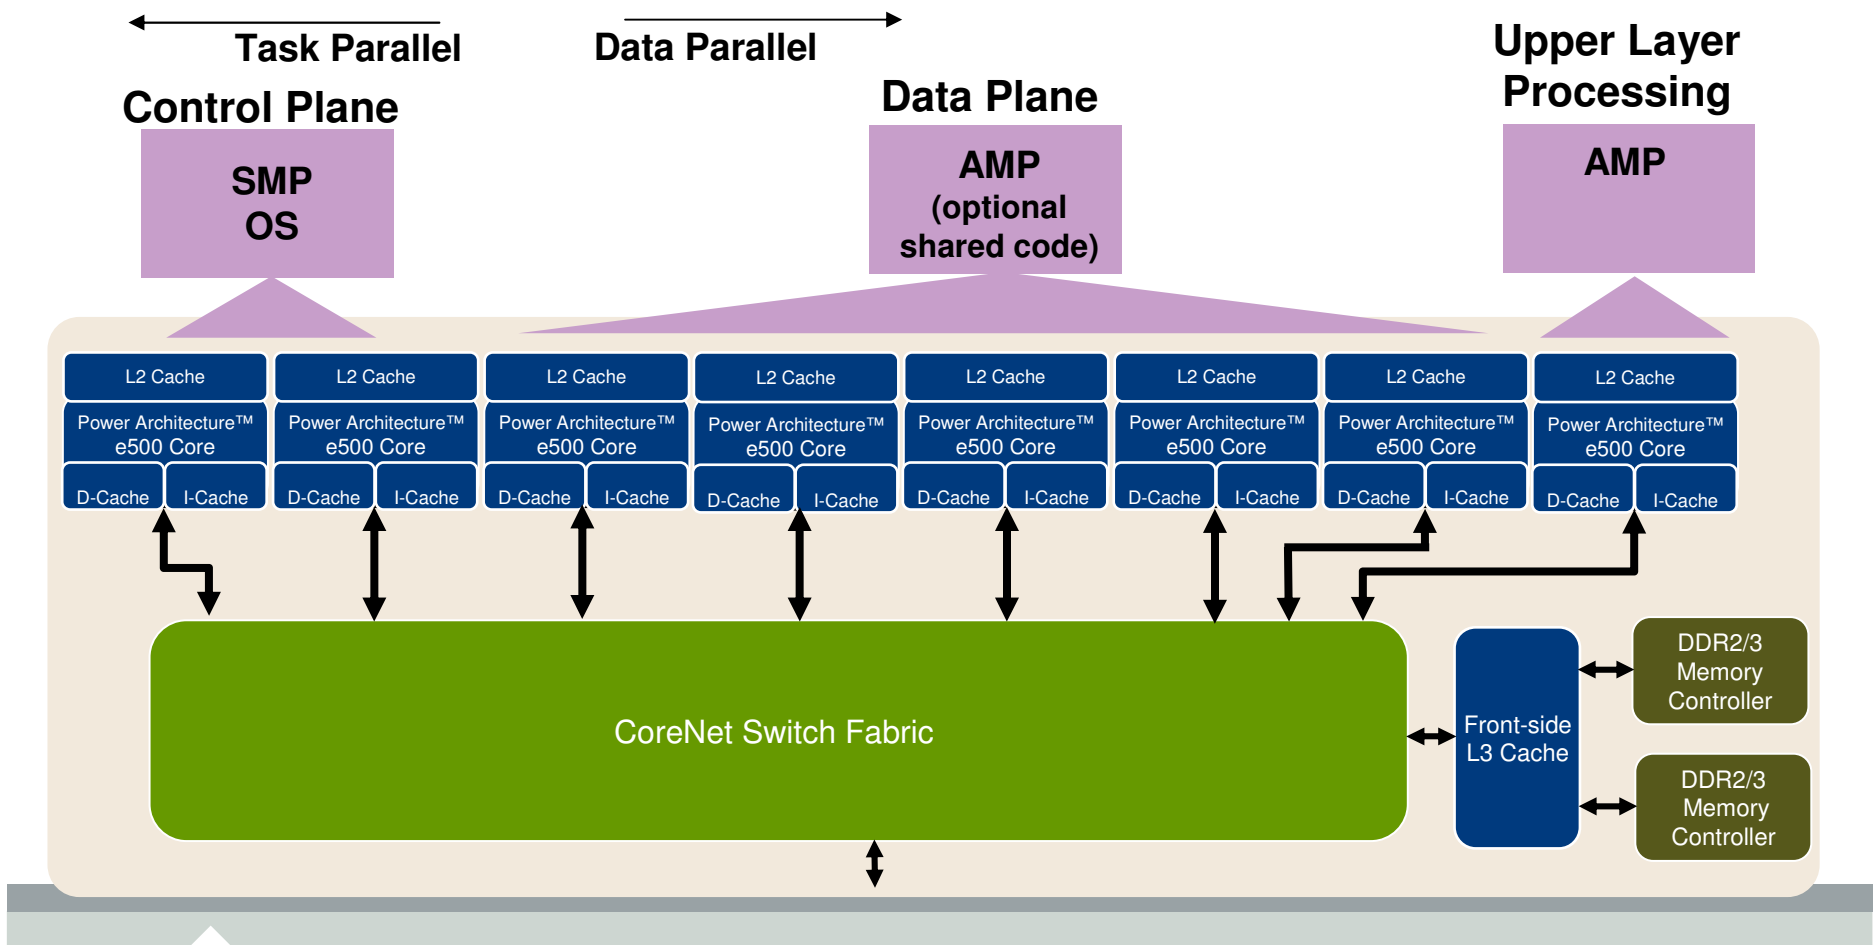 Task Parallel
Data Parallel
Upper Layer
Processing
Control Plane
Data Plane
SMP
OS
AMP
(optional
shared code)
AMP
L2 Cache
Power Architecture™
e500 Core
D-Cache
I-Cache
L2 Cache
Power Architecture™
e500 Core
D-Cache
I-Cache
L2 Cache
Power Architecture™
e500 Core
D-Cache
I-Cache
L2 Cache
Power Architecture™
e500 Core
D-Cache
I-Cache
L2 Cache
Power Architecture™
e500 Core
D-Cache
I-Cache
L2 Cache
Power Architecture™
e500 Core
D-Cache
I-Cache
L2 Cache
Power Architecture™
e500 Core
D-Cache
I-Cache
L2 Cache
Power Architecture™
e500 Core
D-Cache
I-Cache
CoreNet Switch Fabric
Front-side
L3 Cache
DDR2/3
Memory
Controller
DDR2/3
Memory
Controller